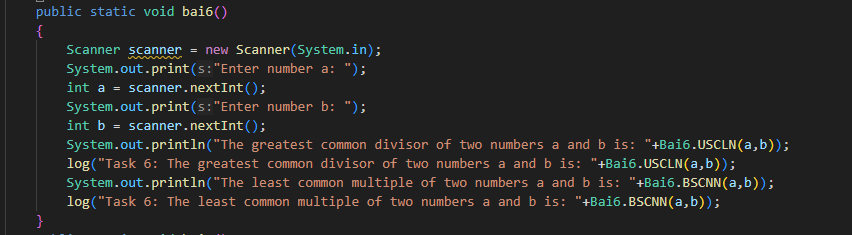 public static void bai6()
{
Scanner scanner = new Scanner(System.in);
System.out.print(s:"Enter number a: ");
int a = scanner.nextInt();
System.out.print(s:"Enter number b: ");
int b = scanner.nextInt();
System.out.println("The greatest common divisor of two numbers a and b is: "+Bai6.USCLN(a,b));
log("Task 6: The greatest common divisor of two numbers a and b is: "+Bai6.USCLN(a,b));
System.out.println("The least common multiple of two numbers a and b is: "+Bai6.BSCNN(a,b));
log("Task 6: The least common multiple of two numbers a and b is: "+Bai6.BSCNN(a,b));
}